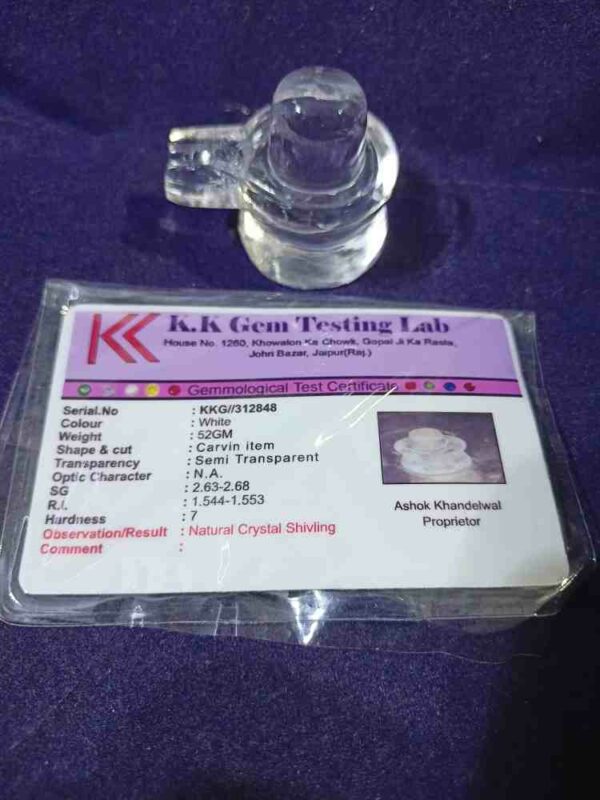 K.K Gem Testing Lab
House No. 1260, Khowalon Ka Chowk, Gopal Ji Ka Rasta,
Johri Bazar, Jaipur(Raj.)
Gemmological Test Certificate
Serial.No : KKG//312848
Colour : White
Weight : 52GM
Shape & cut : Carvin item
Transparency : Semi Transparent
Optic Character : N.A.
SG : 2.63-2.68
R.I. : 1.544-1.553
Hardness : 7
Observation/Result : Natural Crystal Shivling
Comment :
Ashok Khandelwal
Proprietor